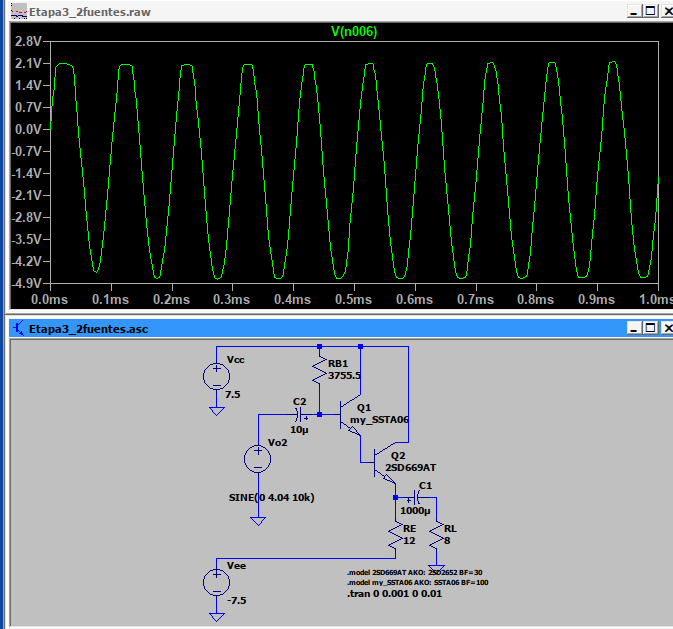 Etapa3_2fuentes.raw
V(n006)
2.8V
2.1V
1.4V
0.7V
0.0V
-0.7V
-1.4V
-2.1V
-2.8V
-3.5V
-4.2V
-4.9V
0.0ms 0.1ms 0.2ms 0.3ms 0.4ms 0.5ms 0.6ms 0.7ms 0.8ms 0.9ms 1.0ms
Etapa3_2fuentes.asc
Vcc
7.5
RB1
3755.5
C2
10µ
Q1
my_SSTA06
Vo2
SINE(0 4.04 10k)
Q2
2SD669AT
C1
1000µ
RE
12
RL
8
Vee
-7.5
.model 2SD669AT AKO: 2SD2652 BF=30
.model my_SSTA06 AKO: SSTA06 BF=100
.tran 0 0.001 0 0.01